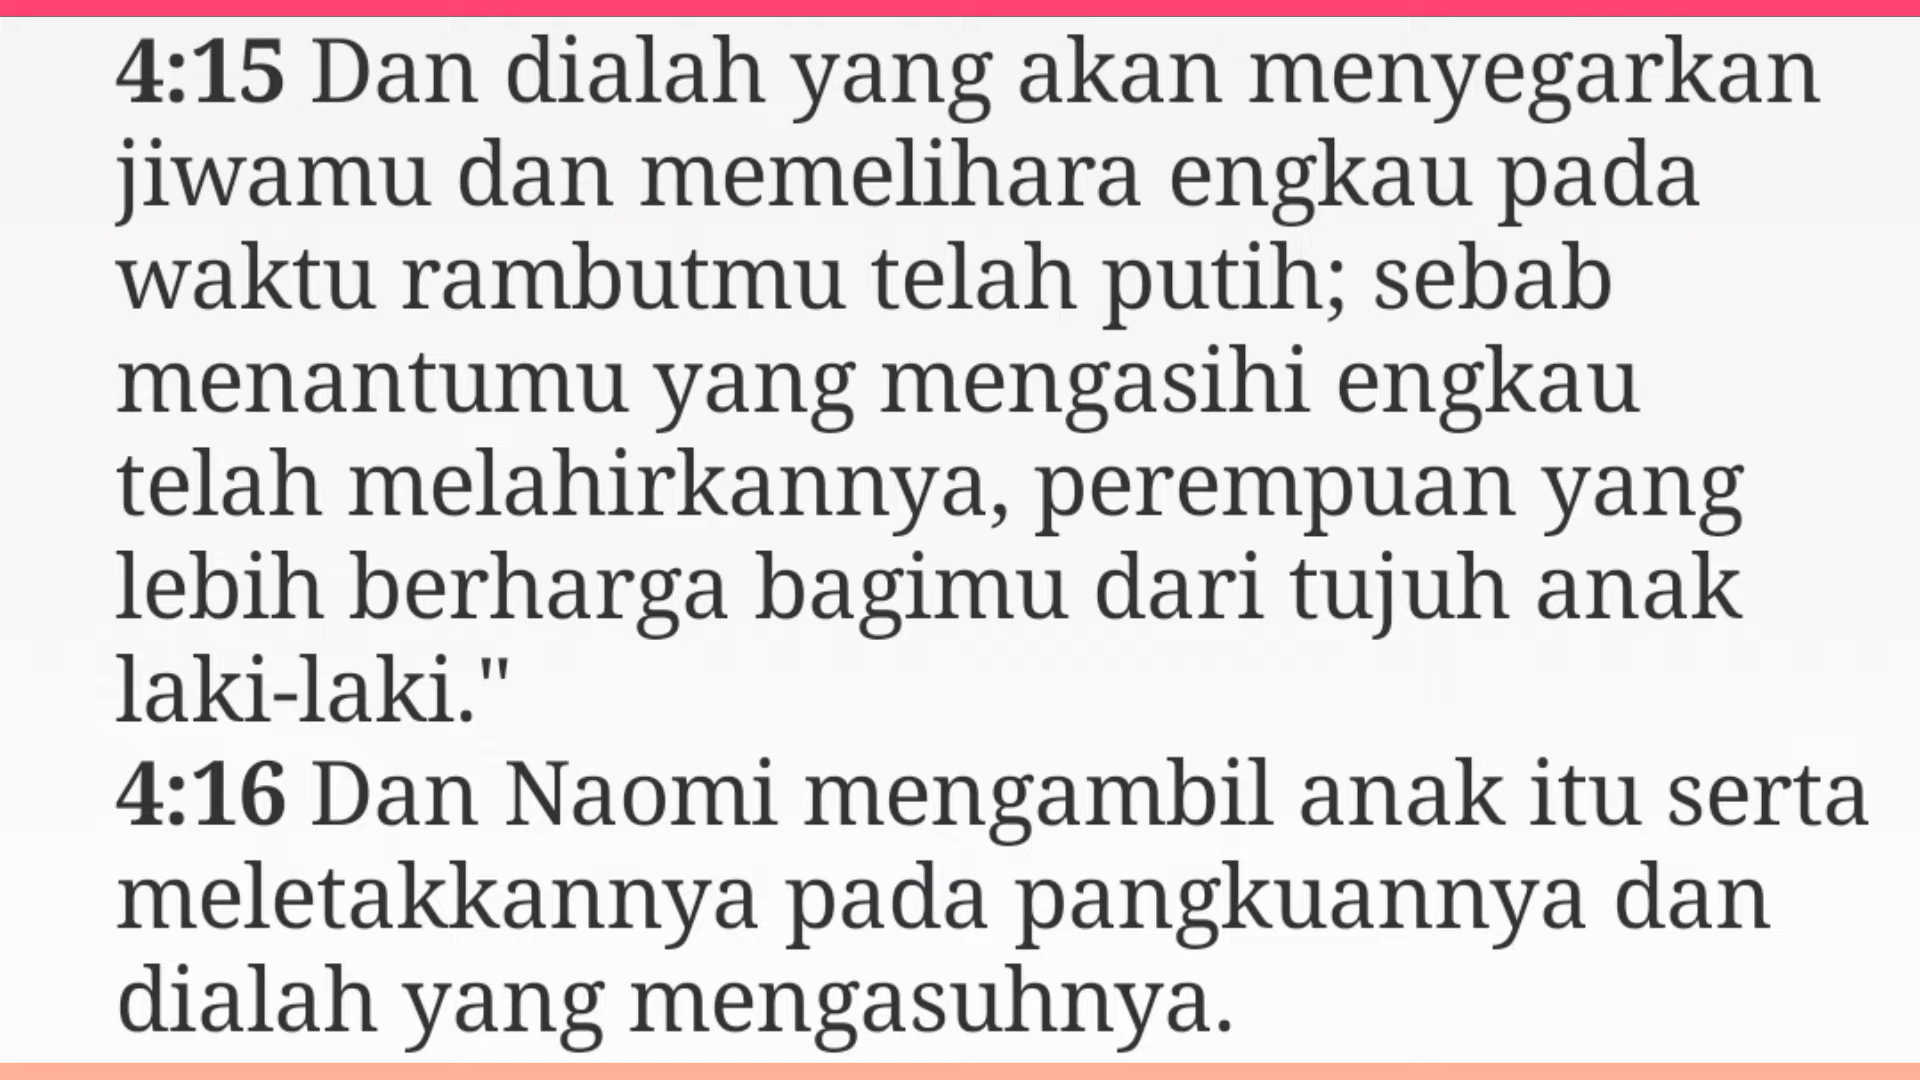 4:15 Dan dialah yang akan menyegarkan
jiwamu dan memelihara engkau pada
waktu rambutmu telah putih; sebab
menantumu yang mengasihi engkau
telah melahirkannya, perempuan yang
lebih berharga bagimu dari tujuh anak
laki-laki."
4:16 Dan Naomi mengambil anak itu serta
meletakkannya pada pangkuannya dan
dialah yang mengasuhnya.